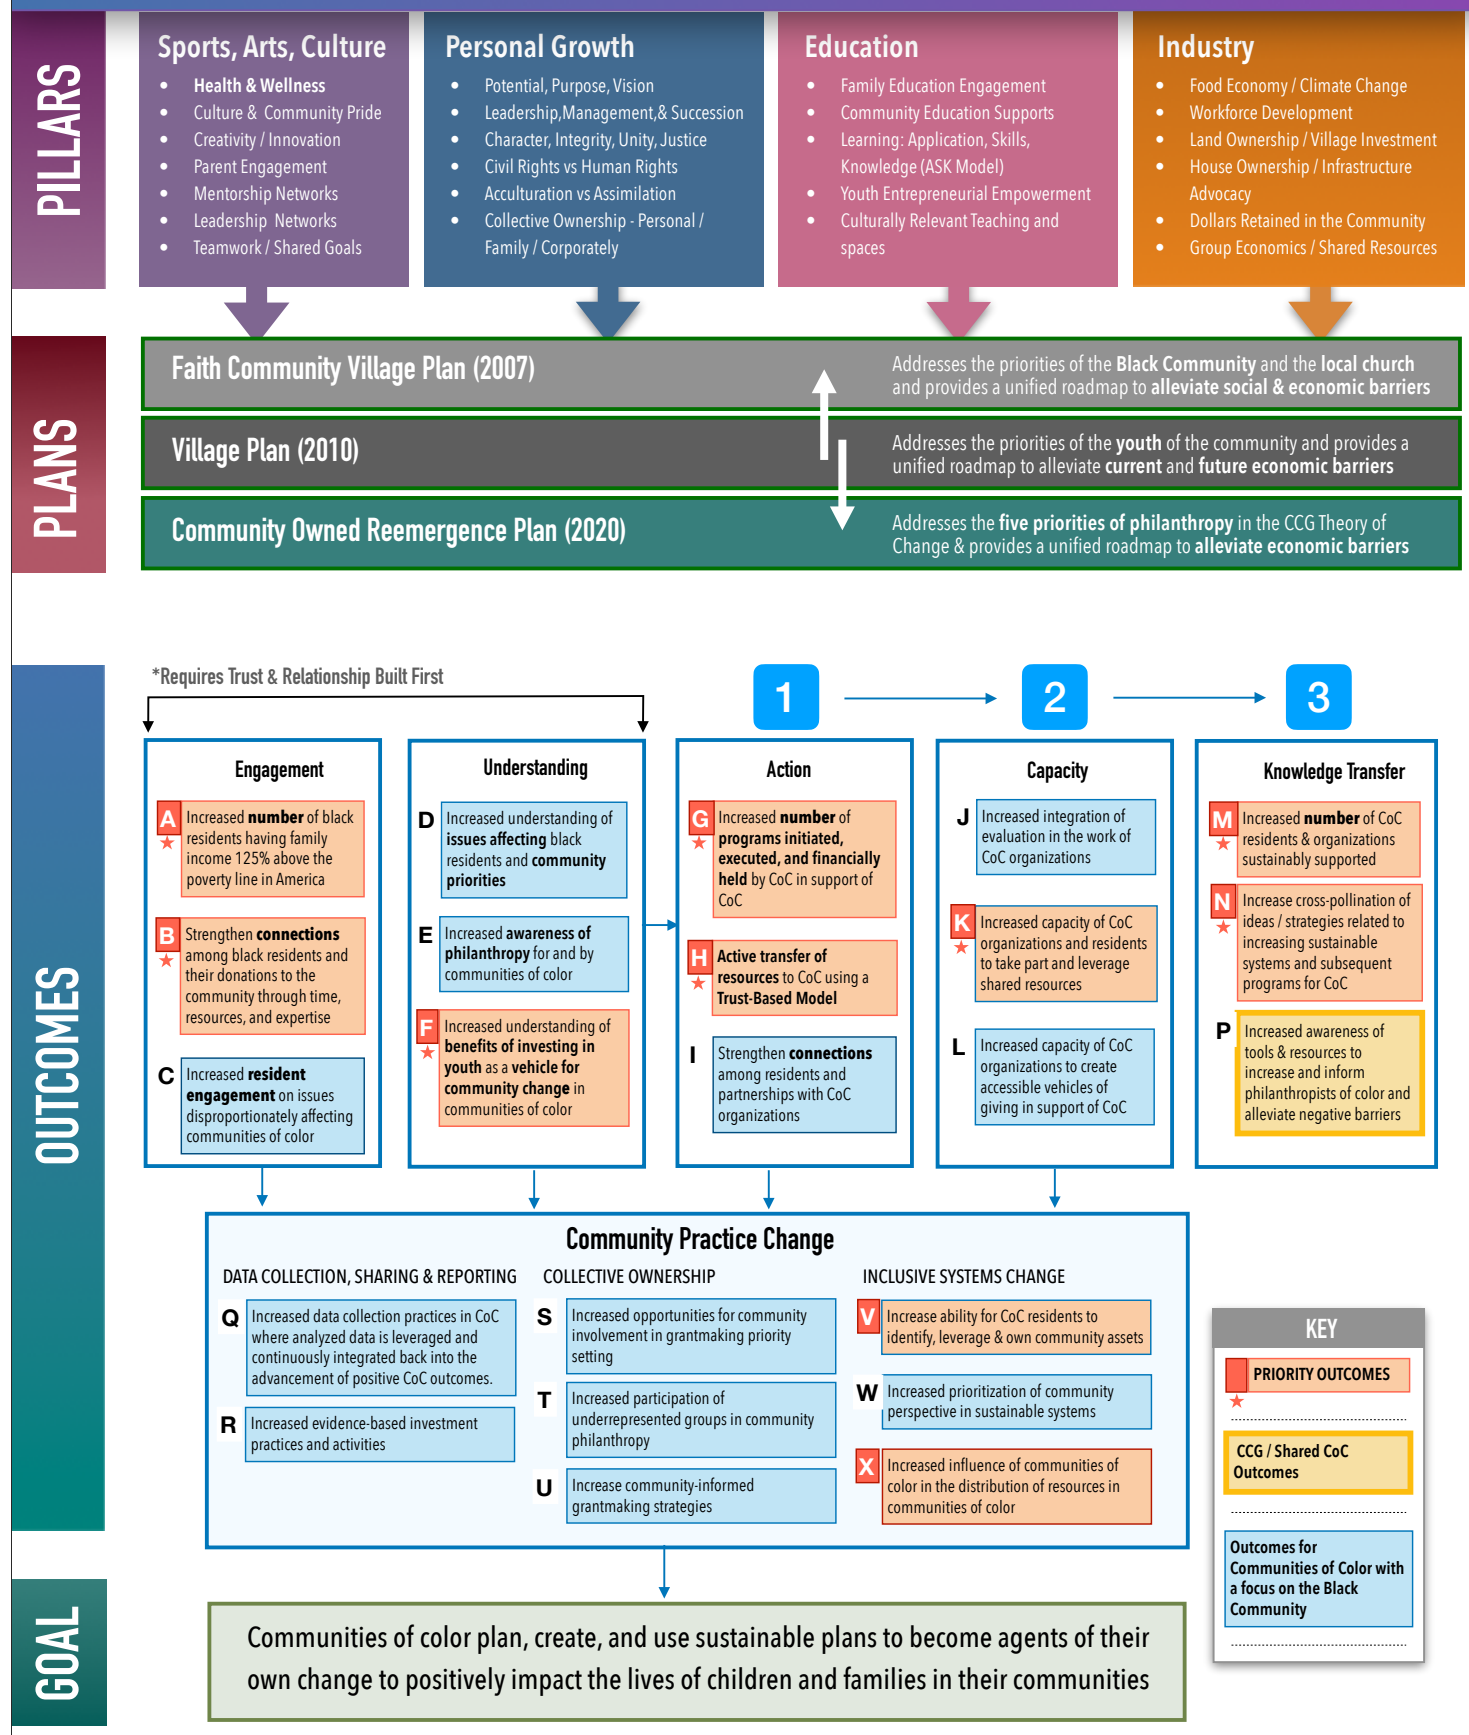 PILLARS
Sports, Arts, Culture
• Health & Wellness
• Culture & Community Pride
• Creativity / Innovation
• Parent Engagement
• Mentorship Networks
• Leadership Networks
• Teamwork / Shared Goals
Personal Growth
• Potential, Purpose, Vision
• Leadership,Management,& Succession
• Character, Integrity, Unity, Justice
• Civil Rights vs Human Rights
• Acculturation vs Assimilation
• Collective Ownership - Personal /
Family / Corporately
Education
• Family Education Engagement
• Community Education Supports
• Learning: Application, Skills,
Knowledge (ASK Model)
• Youth Entrepreneurial Empowerment
• Culturally Relevant Teaching and
spaces
Industry
• Food Economy / Climate Change
• Workforce Development
• Land Ownership / Village Investment
• House Ownership / Infrastructure
Advocacy
• Dollars Retained in the Community
• Group Economics / Shared Resources
PLANS
Faith Community Village Plan (2007)
Addresses the priorities of the Black Community and the local church
and provides a unified roadmap to alleviate social & economic barriers
Village Plan (2010)
Addresses the priorities of the youth of the community and provides a
unified roadmap to alleviate current and future economic barriers
Community Owned Reemergence Plan (2020)
Addresses the five priorities of philanthropy in the CCG Theory of
Change & provides a unified roadmap to alleviate economic barriers
OUTCOMES
*Requires Trust & Relationship Built First
1
2
3
Engagement
A
Increased number of black
residents having family
income 125% above the
poverty line in America
B
Strengthen connections
among black residents and
their donations to the
community through time,
resources, and expertise
C
Increased resident
engagement on issues
disproportionately affecting
communities of color
Understanding
D
Increased understanding of
issues affecting black
residents and community
priorities
E
Increased awareness of
philanthropy for and by
communities of color
F
Increased understanding of
benefits of investing in
youth as a vehicle for
community change in
communities of color
Action
G
Increased number of
programs initiated,
executed, and financially
held by CoC in support of
CoC
H
Active transfer of
resources to CoC using a
Trust-Based Model
I
Strengthen connections
among residents and
partnerships with CoC
organizations
Capacity
J
Increased integration of
evaluation in the work of
CoC organizations
K
Increased capacity of CoC
organizations and residents
to take part and leverage
shared resources
L
Increased capacity of CoC
organizations to create
accessible vehicles of
giving in support of CoC
Knowledge Transfer
M
Increased number of CoC
residents & organizations
sustainably supported
N
Increase cross-pollination of
ideas / strategies related to
increasing sustainable
systems and subsequent
programs for CoC
P
Increased awareness of
tools & resources to
increase and inform
philanthropists of color and
alleviate negative barriers
Community Practice Change
DATA COLLECTION, SHARING & REPORTING
Q
Increased data collection practices in CoC
where analyzed data is leveraged and
continuously integrated back into the
advancement of positive CoC outcomes.
R
Increased evidence-based investment
practices and activities
COLLECTIVE OWNERSHIP
S
Increased opportunities for community
involvement in grantmaking priority
setting
T
Increased participation of
underrepresented groups in community
philanthropy
U
Increase community-informed
grantmaking strategies
INCLUSIVE SYSTEMS CHANGE
V
Increase ability for CoC residents to
identify, leverage & own community assets
W
Increased prioritization of community
perspective in sustainable systems
X
Increased influence of communities of
color in the distribution of resources in
communities of color
KEY
PRIORITY OUTCOMES
CCG / Shared CoC
Outcomes
Outcomes for
Communities of Color with
a focus on the Black
Community
GOAL
Communities of color plan, create, and use sustainable plans to become agents of their
own change to positively impact the lives of children and families in their communities